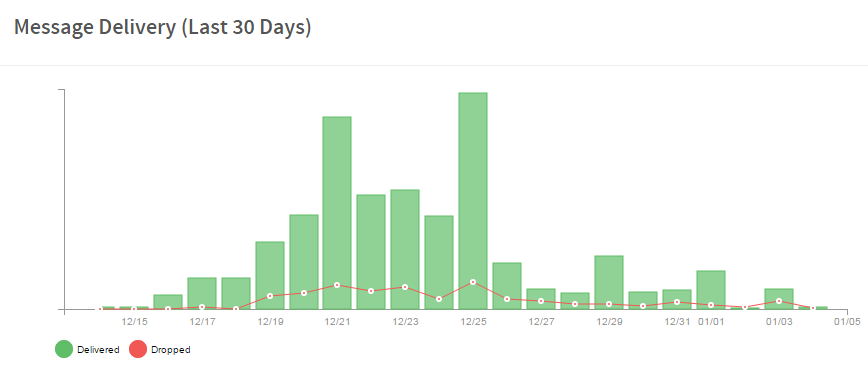 Message Delivery (Last 30 Days)
12/15 12/17 12/19 12/21 12/23 12/25 12/27 12/29 12/31 01/01 01/03 01/05
Delivered Dropped